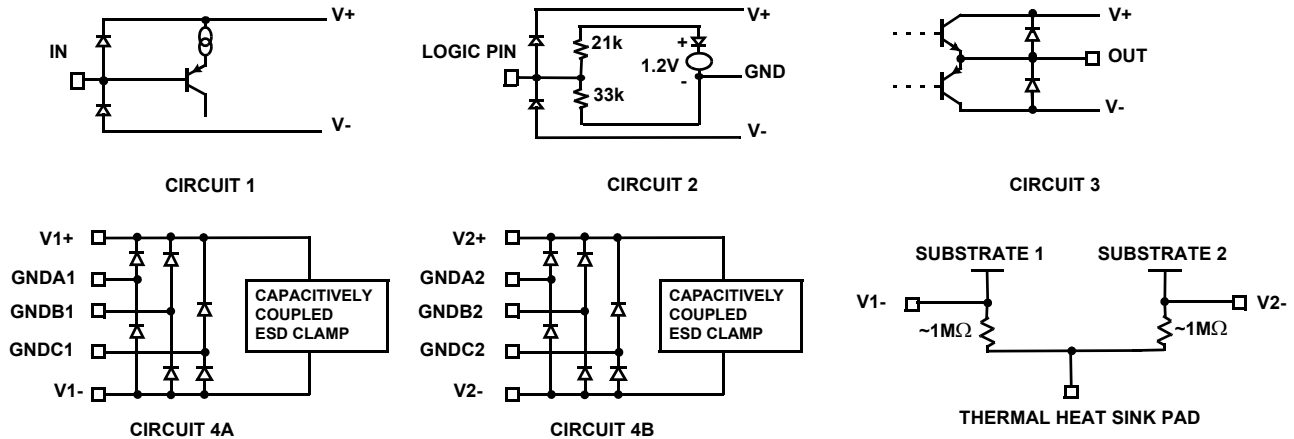 V+
IN
V-
CIRCUIT 1
V+
LOGIC PIN
21k
+
1.2V
-
GND
33k
V-
CIRCUIT 2
V+
OUT
V-
CIRCUIT 3
V1+
GNDA1
GNDB1
GNDC1
V1-
CAPACITIVELY
COUPLED
ESD CLAMP
CIRCUIT 4A
V2+
GNDA2
GNDB2
GNDC2
V2-
CAPACITIVELY
COUPLED
ESD CLAMP
CIRCUIT 4B
SUBSTRATE 1
SUBSTRATE 2
V1-
~1MΩ
~1MΩ
V2-
THERMAL HEAT SINK PAD